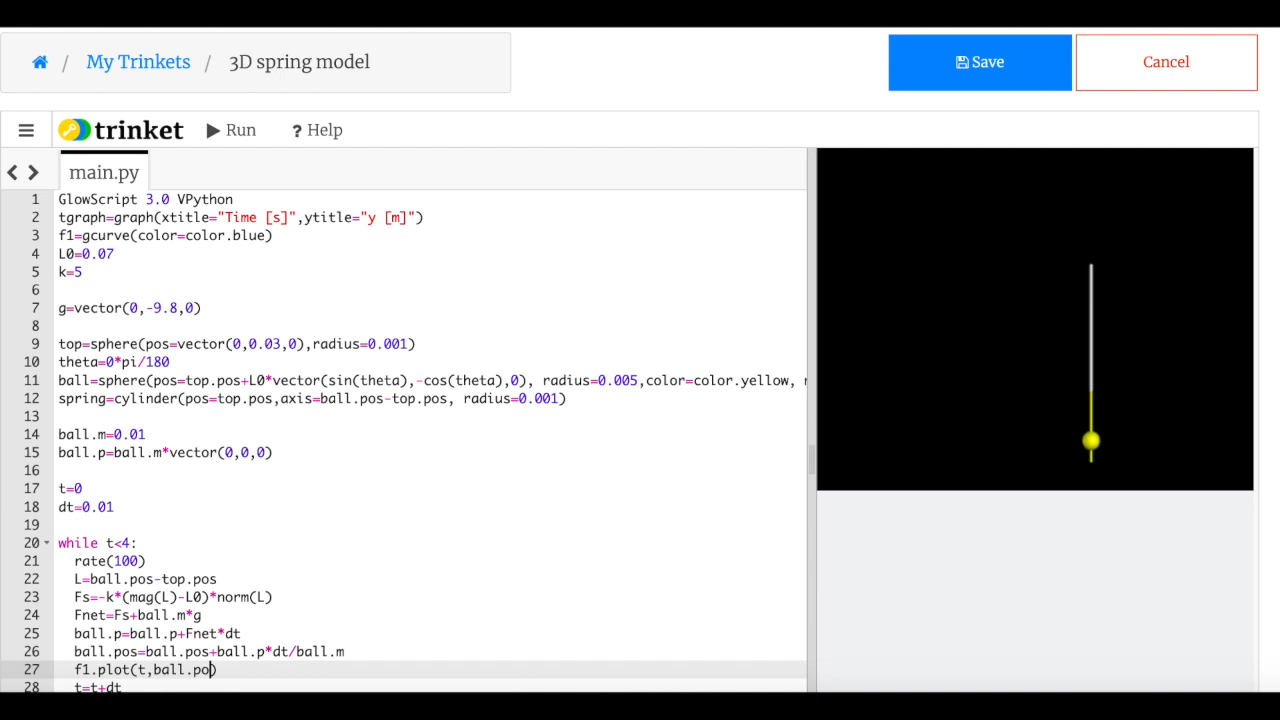 / My Trinkets / 3D spring model
Save
Cancel
trinket
Run
? Help
main.py
1 GlowScript 3.0 VPython
2 tgraph=graph(xtitle="Time [s]",ytitle="y [m]")
3 f1=gcurve(color=color.blue)
4 L0=0.07
5 k=5
6
7 g=vector(0,-9.8,0)
8
9 top=sphere(pos=vector(0,0.03,0),radius=0.001)
10 theta=0*pi/180
11 ball=sphere(pos=top.pos+L0*vector(sin(theta),-cos(theta),0), radius=0.005,color=color.yellow,
12 spring=cylinder(pos=top.pos,axis=ball.pos-top.pos, radius=0.001)
13
14 ball.m=0.01
15 ball.p=ball.m*vector(0,0,0)
16
17 t=0
18 dt=0.01
19
20 while t<4:
21 rate(100)
22 L=ball.pos-top.pos
23 Fs=-k*(mag(L)-L0)*norm(L)
24 Fnet=Fs+ball.m*g
25 ball.p=ball.p+Fnet*dt
26 ball.pos=ball.pos+ball.p*dt/ball.m
27 f1.plot(t,ball.po)
28 t=t+dt